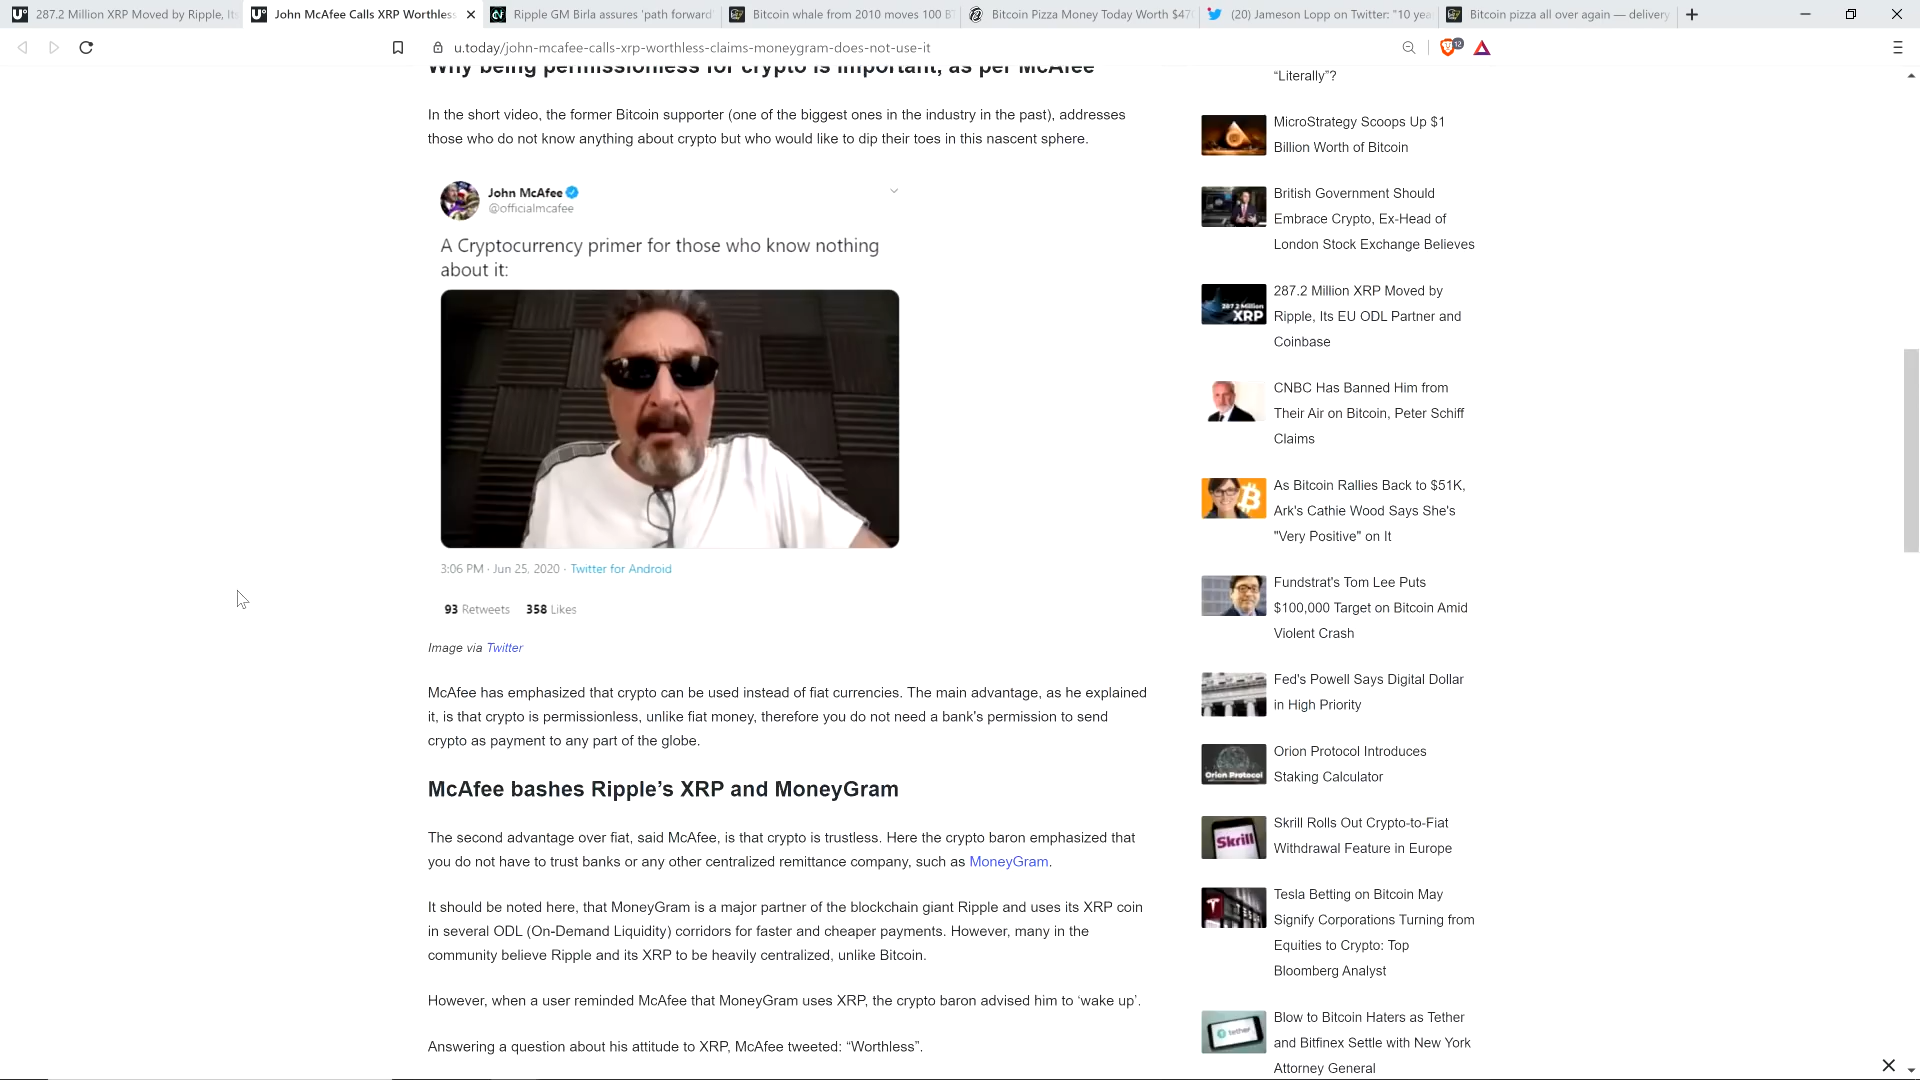 287.2 Million XRP Moved by Ripple, It
John McAfee Calls XRP Worthless
Ripple GM Birla assures 'path forward'
Bitcoin whale from 2010 moves 100 B
Bitcoin Pizza Money Today Worth $47
(20) Jameson Lopp on Twitter: "10 yea
Bitcoin pizza all over again — delivery
u.today/john-mcafee-calls-xrp-worthless-claims-moneygram-does-not-use-it
12
Why being permissionless for crypto is important, as per McAfee
In the short video, the former Bitcoin supporter (one of the biggest ones in the industry in the past), addresses
those who do not know anything about crypto but who would like to dip their toes in this nascent sphere.
John McAfee
@officialmcafee
A Cryptocurrency primer for those who know nothing
about it:
3:06 PM · Jun 25, 2020 · Twitter for Android
93 Retweets 358 Likes
Image via Twitter
McAfee has emphasized that crypto can be used instead of fiat currencies. The main advantage, as he explained
it, is that crypto is permissionless, unlike fiat money, therefore you do not need a bank's permission to send
crypto as payment to any part of the globe.
McAfee bashes Ripple’s XRP and MoneyGram
The second advantage over fiat, said McAfee, is that crypto is trustless. Here the crypto baron emphasized that
you do not have to trust banks or any other centralized remittance company, such as MoneyGram.
It should be noted here, that MoneyGram is a major partner of the blockchain giant Ripple and uses its XRP coin
in several ODL (On-Demand Liquidity) corridors for faster and cheaper payments. However, many in the
community believe Ripple and its XRP to be heavily centralized, unlike Bitcoin.
However, when a user reminded McAfee that MoneyGram uses XRP, the crypto baron advised him to ‘wake up’.
Answering a question about his attitude to XRP, McAfee tweeted: “Worthless”.
“Literally”?
MicroStrategy Scoops Up $1
Billion Worth of Bitcoin
British Government Should
Embrace Crypto, Ex-Head of
London Stock Exchange Believes
287.2 Million
XRP
287.2 Million XRP Moved by
Ripple, Its EU ODL Partner and
Coinbase
CNBC Has Banned Him from
Their Air on Bitcoin, Peter Schiff
Claims
As Bitcoin Rallies Back to $51K,
Ark's Cathie Wood Says She's
"Very Positive" on It
Fundstrat's Tom Lee Puts
$100,000 Target on Bitcoin Amid
Violent Crash
Fed's Powell Says Digital Dollar
in High Priority
Orion Protocol
Orion Protocol Introduces
Staking Calculator
Skrill
Skrill Rolls Out Crypto-to-Fiat
Withdrawal Feature in Europe
Tesla Betting on Bitcoin May
Signify Corporations Turning from
Equities to Crypto: Top
Bloomberg Analyst
tether
Blow to Bitcoin Haters as Tether
and Bitfinex Settle with New York
Attorney General